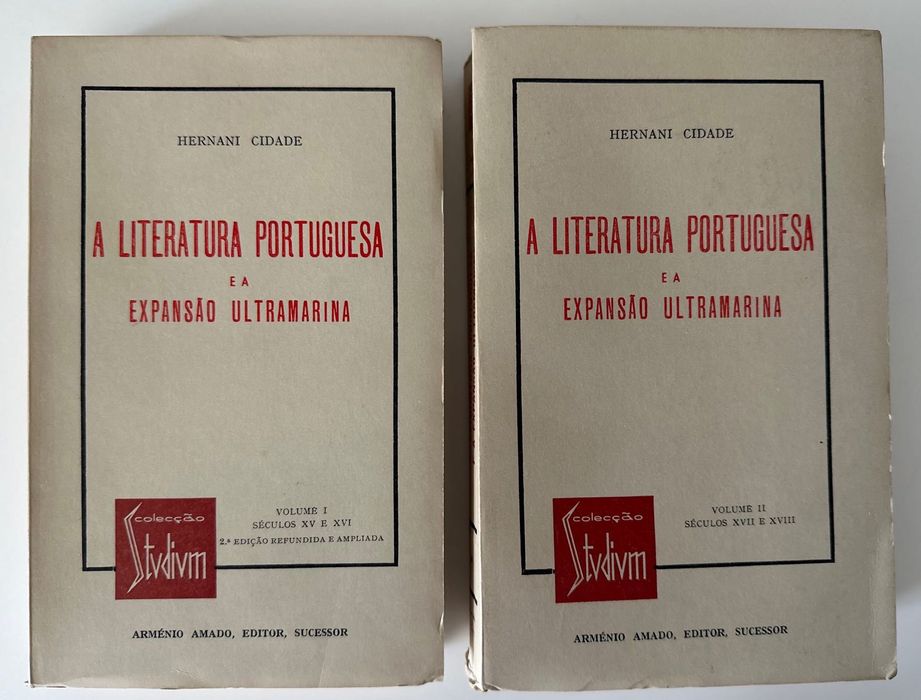 HERNANI CIDADE
A LITERATURA PORTUGUESA
E A
EXPANSÃO ULTRAMARINA
VOLUME I
SÉCULOS XV E XVI
2.ª EDIÇÃO REFUNDIDA E AMPLIADA
colecção
Stvdivm
ARMÉNIO AMADO, EDITOR, SUCESSOR
HERNANI CIDADE
A LITERATURA PORTUGUESA
E A
EXPANSÃO ULTRAMARINA
VOLUME II
SÉCULOS XVII E XVIII
colecção
Stvdivm
ARMÉNIO AMADO, EDITOR, SUCESSOR